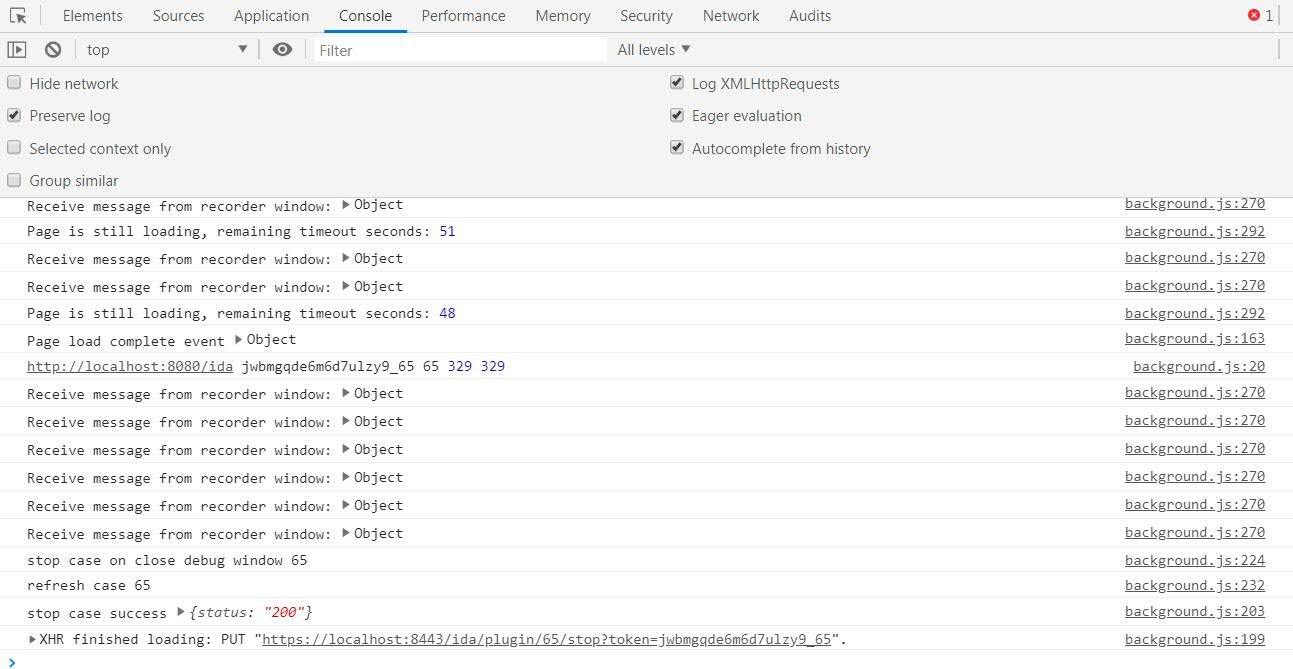 Elements Sources Application Console Performance Memory Security Network Audits 1
top Filter All levels
Hide network Log XMLHttpRequests
Preserve log Eager evaluation
Selected context only Autocomplete from history
Group similar
Receive message from recorder window: Object background.js:270
Page is still loading, remaining timeout seconds: 51 background.js:292
Receive message from recorder window: Object background.js:270
Receive message from recorder window: Object background.js:270
Page is still loading, remaining timeout seconds: 48 background.js:292
Page load complete event Object background.js:163
http://localhost:8080/ida jwbmgqde6m6d7ulzy9_65 65 329 329 background.js:20
Receive message from recorder window: Object background.js:270
Receive message from recorder window: Object background.js:270
Receive message from recorder window: Object background.js:270
Receive message from recorder window: Object background.js:270
Receive message from recorder window: Object background.js:270
Receive message from recorder window: Object background.js:270
stop case on close debug window 65 background.js:224
refresh case 65 background.js:232
stop case success {status: "200"} background.js:203
XHR finished loading: PUT "https://localhost:8443/ida/plugin/65/stop?token=jwbmgqde6m6d7ulzy9_65". background.js:199